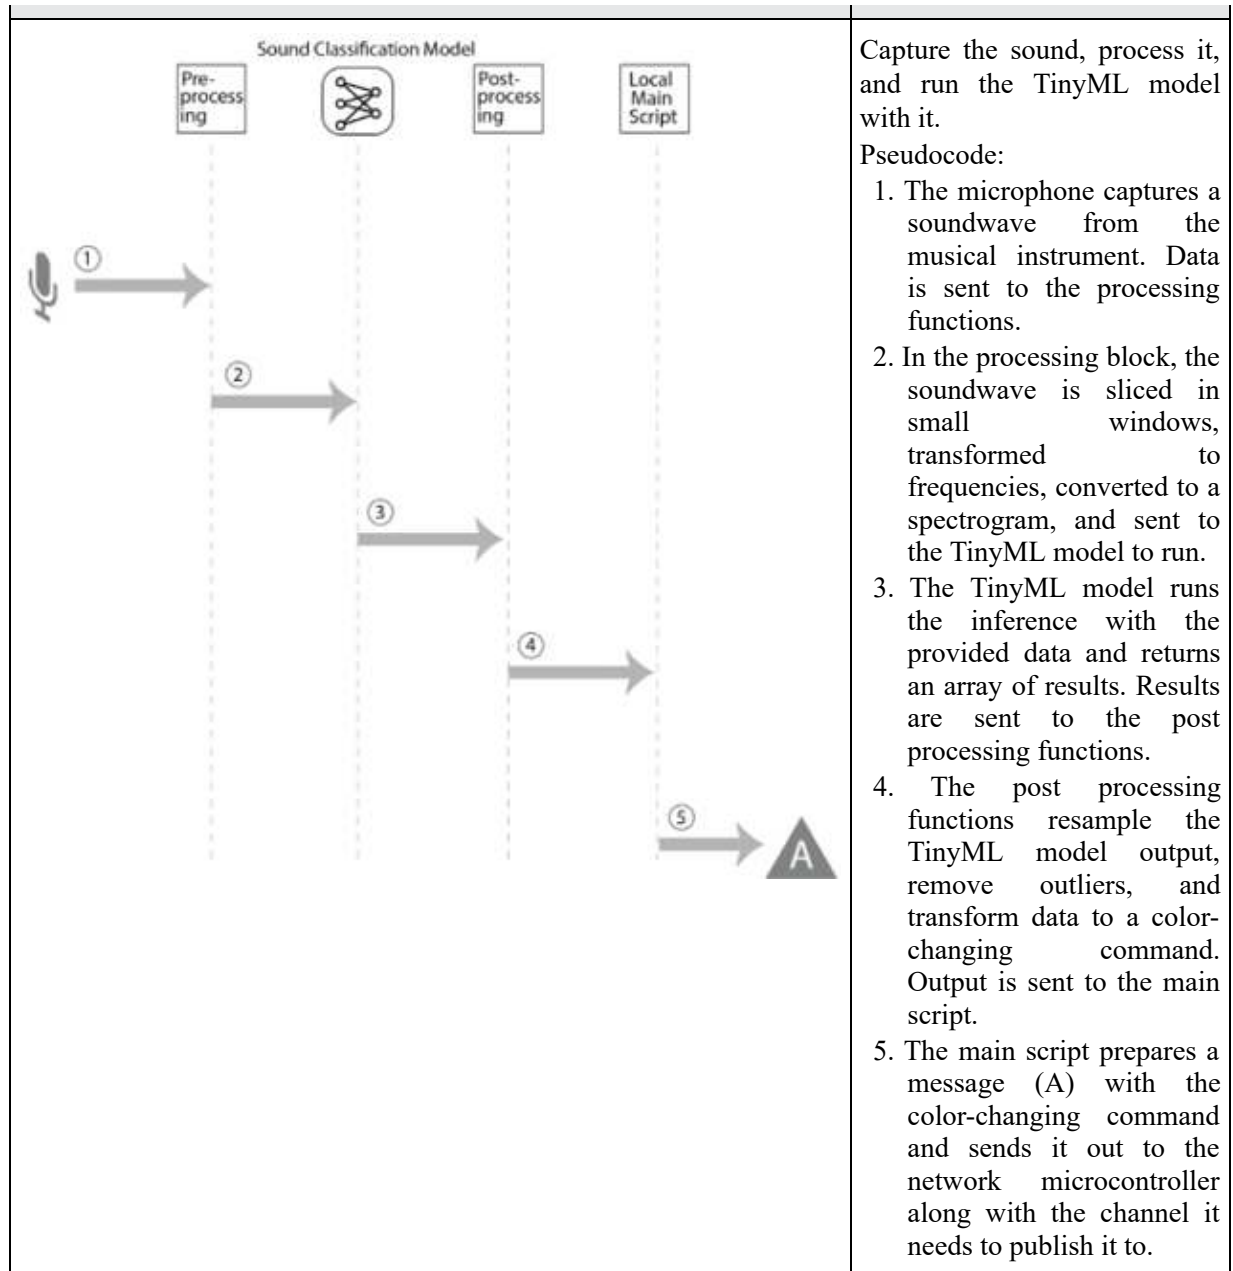 Sound Classification Model
Pre-
process
ing
Post-
process
ing
Local
Main
Script
1
2
3
4
5
A
Capture the sound, process it,
and run the TinyML model
with it.
Pseudocode:
1. The microphone captures a
soundwave from the
musical instrument. Data
is sent to the processing
functions.
2. In the processing block, the
soundwave is sliced in
small windows,
transformed to
frequencies, converted to a
spectrogram, and sent to
the TinyML model to run.
3. The TinyML model runs
the inference with the
provided data and returns
an array of results. Results
are sent to the post
processing functions.
4. The post processing
functions resample the
TinyML model output,
remove outliers, and
transform data to a color-
changing command.
Output is sent to the main
script.
5. The main script prepares a
message (A) with the
color-changing command
and sends it out to the
network microcontroller
along with the channel it
needs to publish it to.